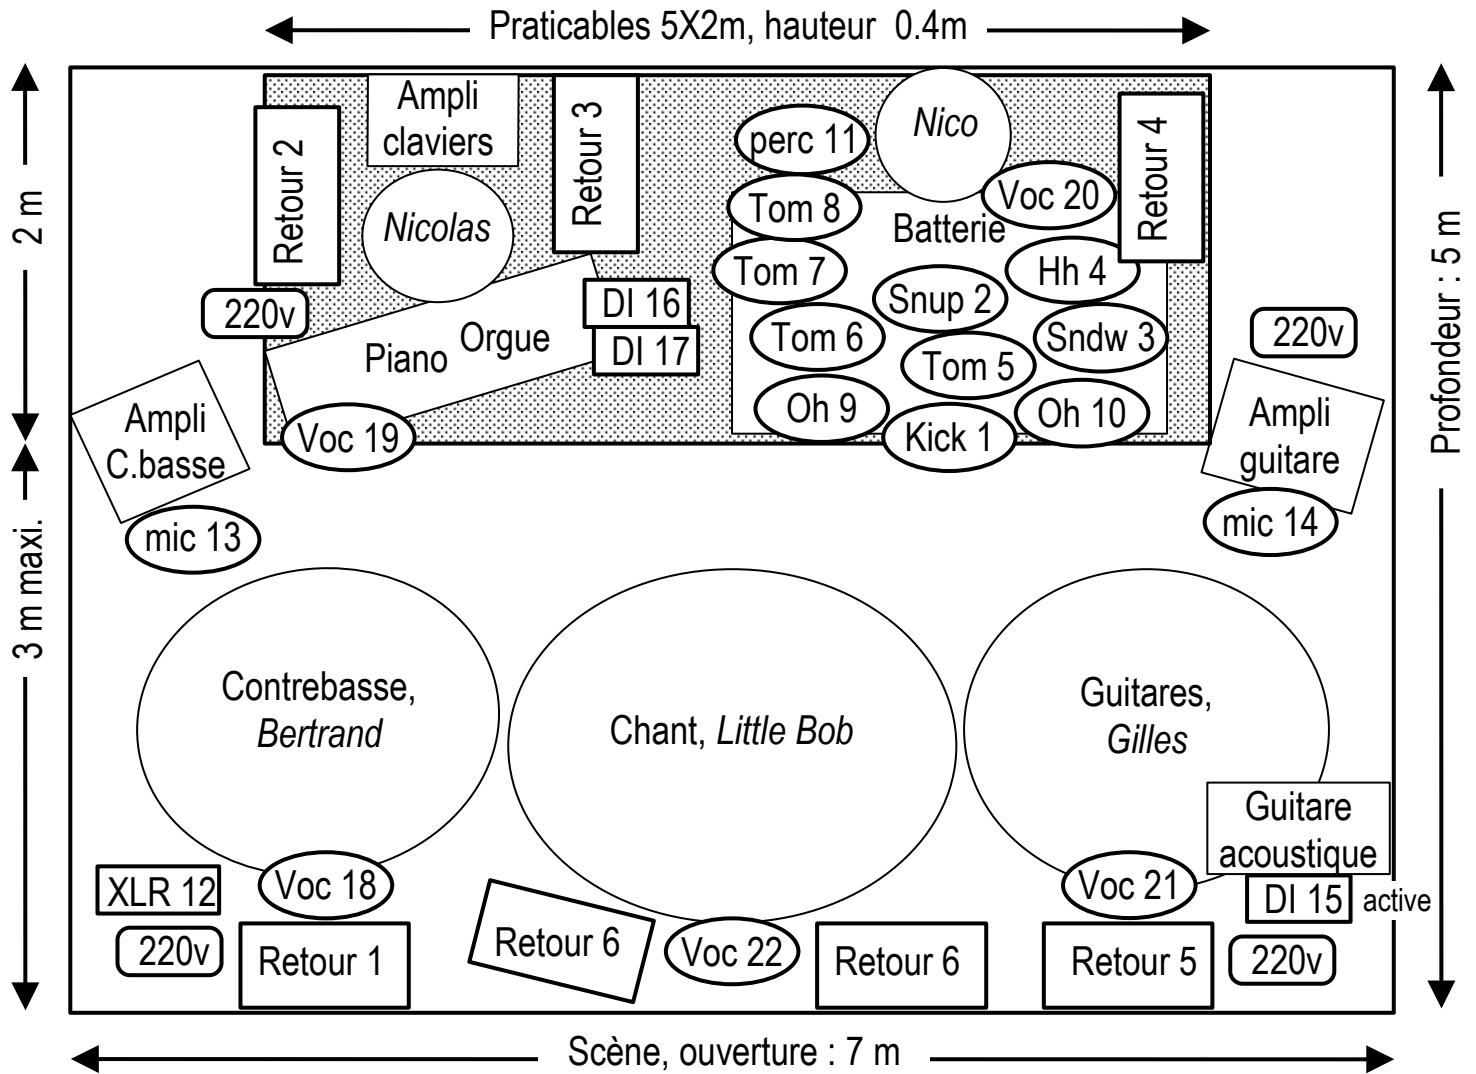 Praticables 5X2m, hauteur 0.4m
Ampli
claviers
Retour 3
Retour 2
Nicolas
perc 11
Nico
Retour 4
Tom 8
Voc 20
Batterie
Tom 7
Hh 4
Snup 2
Tom 6
Sndw 3
Tom 5
Oh 9
Oh 10
Kick 1
220v
DI 16
DI 17
Orgue
Piano
Voc 19
220v
Ampli
C.basse
mic 13
Ampli
guitare
mic 14
2 m
3 m maxi.
Profondeur : 5 m
Contrebasse,
Bertrand
Chant, Little Bob
Guitares,
Gilles
Guitare
acoustique
XLR 12
Voc 18
Voc 21
DI 15
active
220v
Retour 1
Retour 6
Voc 22
Retour 6
Retour 5
220v
Scène, ouverture : 7 m